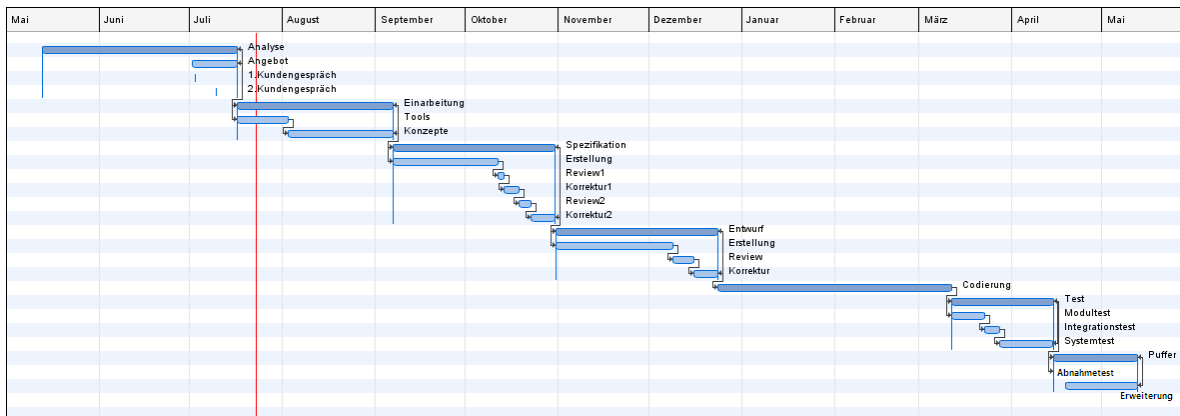 Mai Juni Juli August September Oktober November Dezember Januar Februar März April Mai
Analyse
Angebot
1.Kundengespräch
2.Kundengespräch
Einarbeitung
Tools
Konzepte
Spezifikation
Erstellung
Review1
Korrektur1
Review2
Korrektur2
Entwurf
Erstellung
Review
Korrektur
Codierung
Test
Modultest
Integrationstest
Systemtest
Puffer
Abnahmetest
Erweiterung